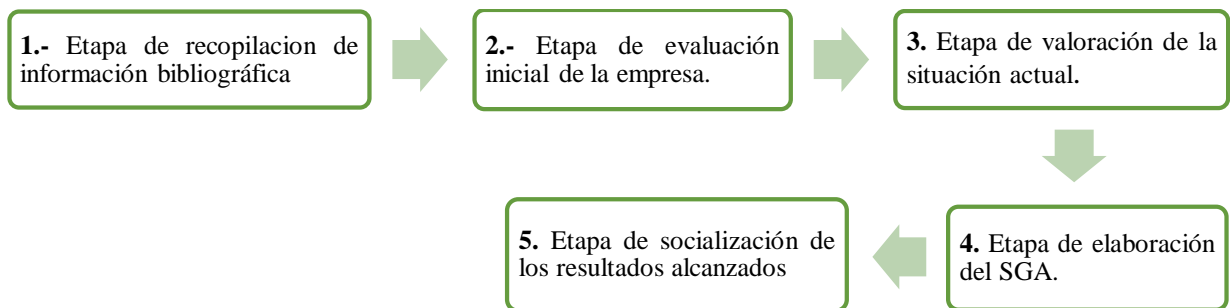 1.- Etapa de recopilacion de
información bibliográfica
2.- Etapa de evaluación
inicial de la empresa.
3. Etapa de valoración de la
situación actual.
4. Etapa de elaboración
del SGA.
5. Etapa de socialización de
los resultados alcanzados